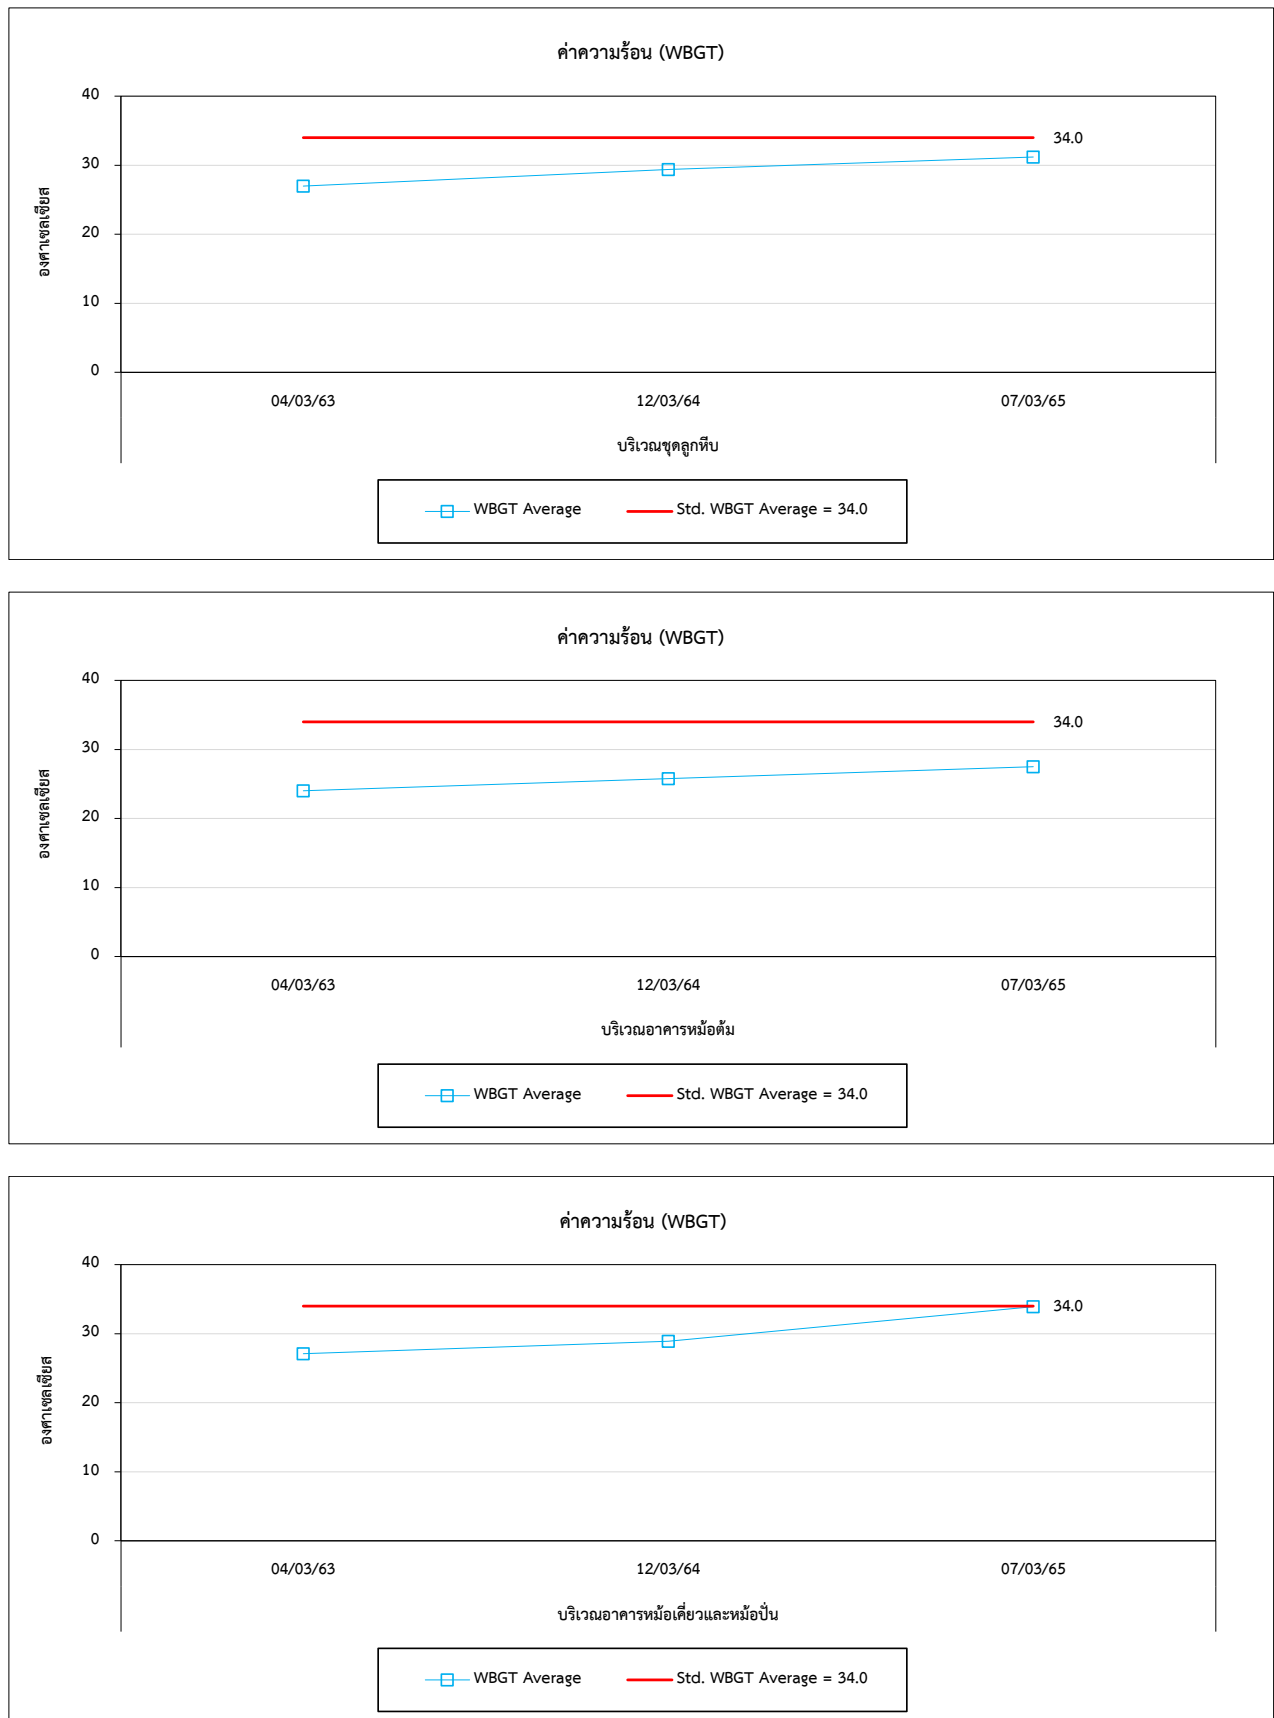 ค่าความร้อน (WBGT)
40
30
20
10
0
องศาเซลเซียส
34.0
04/03/63 12/03/64 07/03/65
บริเวณชุดลูกหีบ
WBGT Average Std. WBGT Average = 34.0
ค่าความร้อน (WBGT)
40
30
20
10
0
องศาเซลเซียส
34.0
04/03/63 12/03/64 07/03/65
บริเวณอาคารหม้อต้ม
WBGT Average Std. WBGT Average = 34.0
ค่าความร้อน (WBGT)
40
30
20
10
0
องศาเซลเซียส
34.0
04/03/63 12/03/64 07/03/65
บริเวณอาคารหม้อเคี่ยวและหม้อปั่น
WBGT Average Std. WBGT Average = 34.0